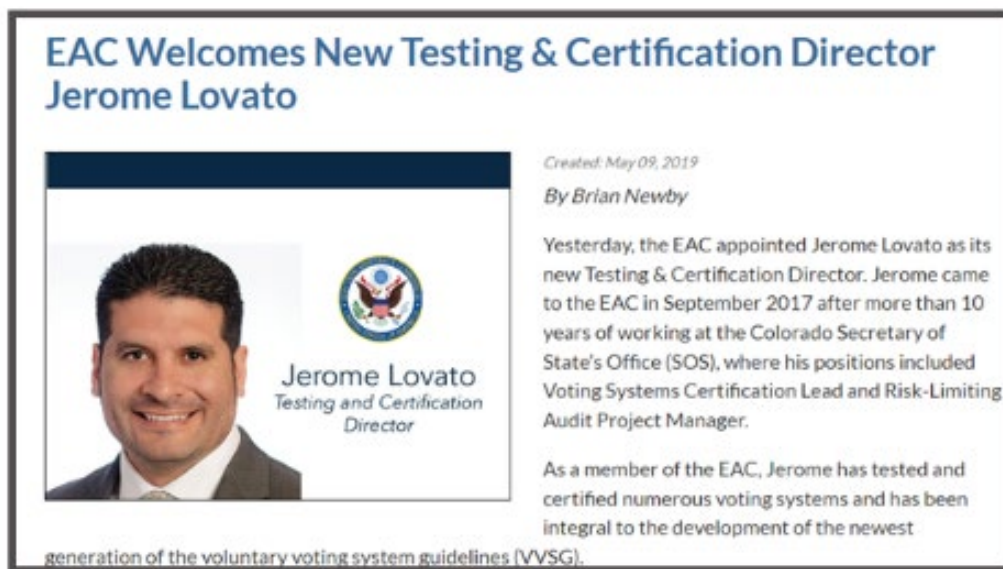 EAC Welcomes New Testing & Certification Director
Jerome Lovato
Jerome Lovato
Testing and Certification
Director
Created: May 09, 2019
By Brian Newby
Yesterday, the EAC appointed Jerome Lovato as its
new Testing & Certification Director. Jerome came
to the EAC in September 2017 after more than 10
years of working at the Colorado Secretary of
State's Office (SOS), where his positions included
Voting Systems Certification Lead and Risk-Limiting
Audit Project Manager.
As a member of the EAC, Jerome has tested and
certified numerous voting systems and has been
integral to the development of the newest
generation of the voluntary voting system guidelines (VVSG).